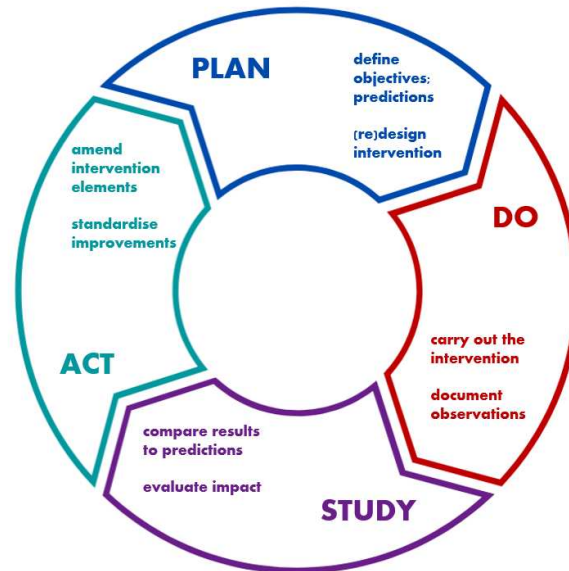 PLAN
define
objectives;
predictions
(re)design
intervention
DO
carry out the
intervention
document
observations
STUDY
compare results
to predictions
evaluate impact
ACT
amend
intervention
elements
standardise
improvements